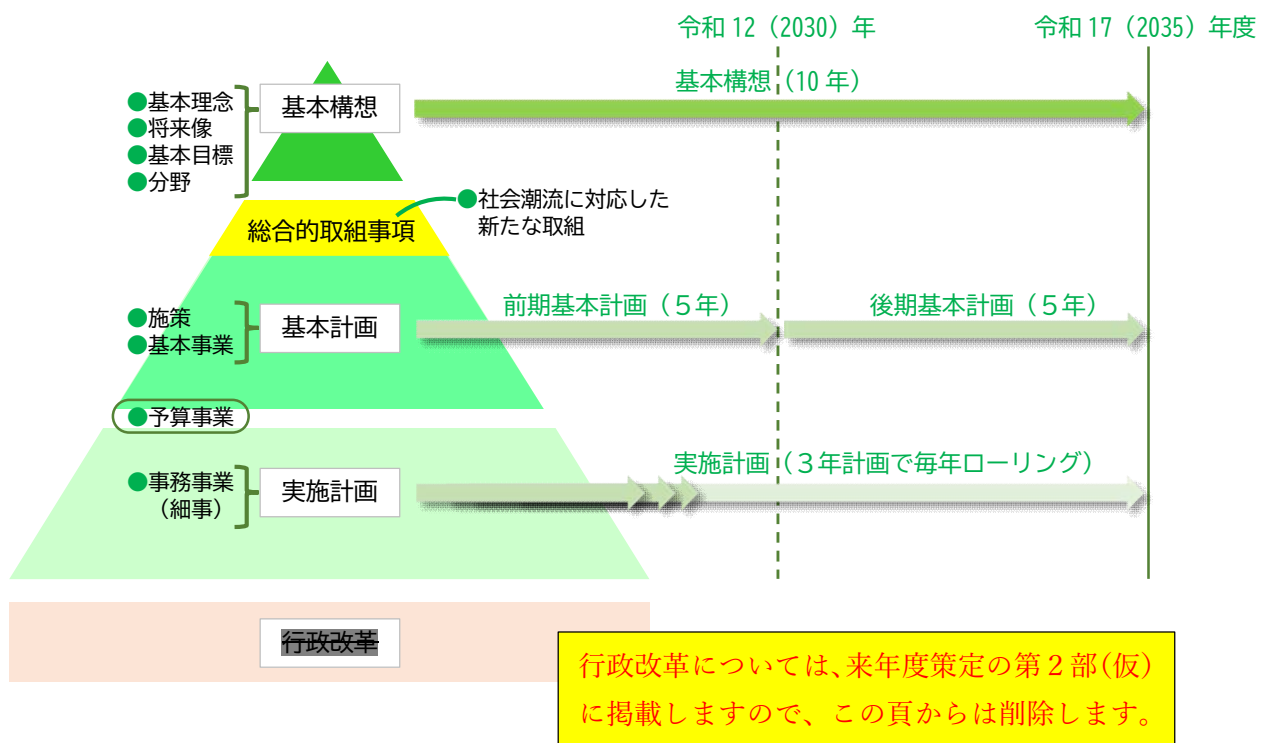 令和 12（2030）年
令和 17（2035）年度
基本構想（10 年）
●基本理念
●将来像
●基本目標
●分野
基本構想
●社会潮流に対応した
新たな取組
総合的取組事項
前期基本計画（５年）
後期基本計画（５年）
●施策
●基本事業
基本計画
●予算事業
実施計画（３年計画で毎年ローリング）
●事務事業
（細事）
実施計画
行政改革
行政改革については、来年度策定の第２部(仮)
に掲載しますので、この頁からは削除します。